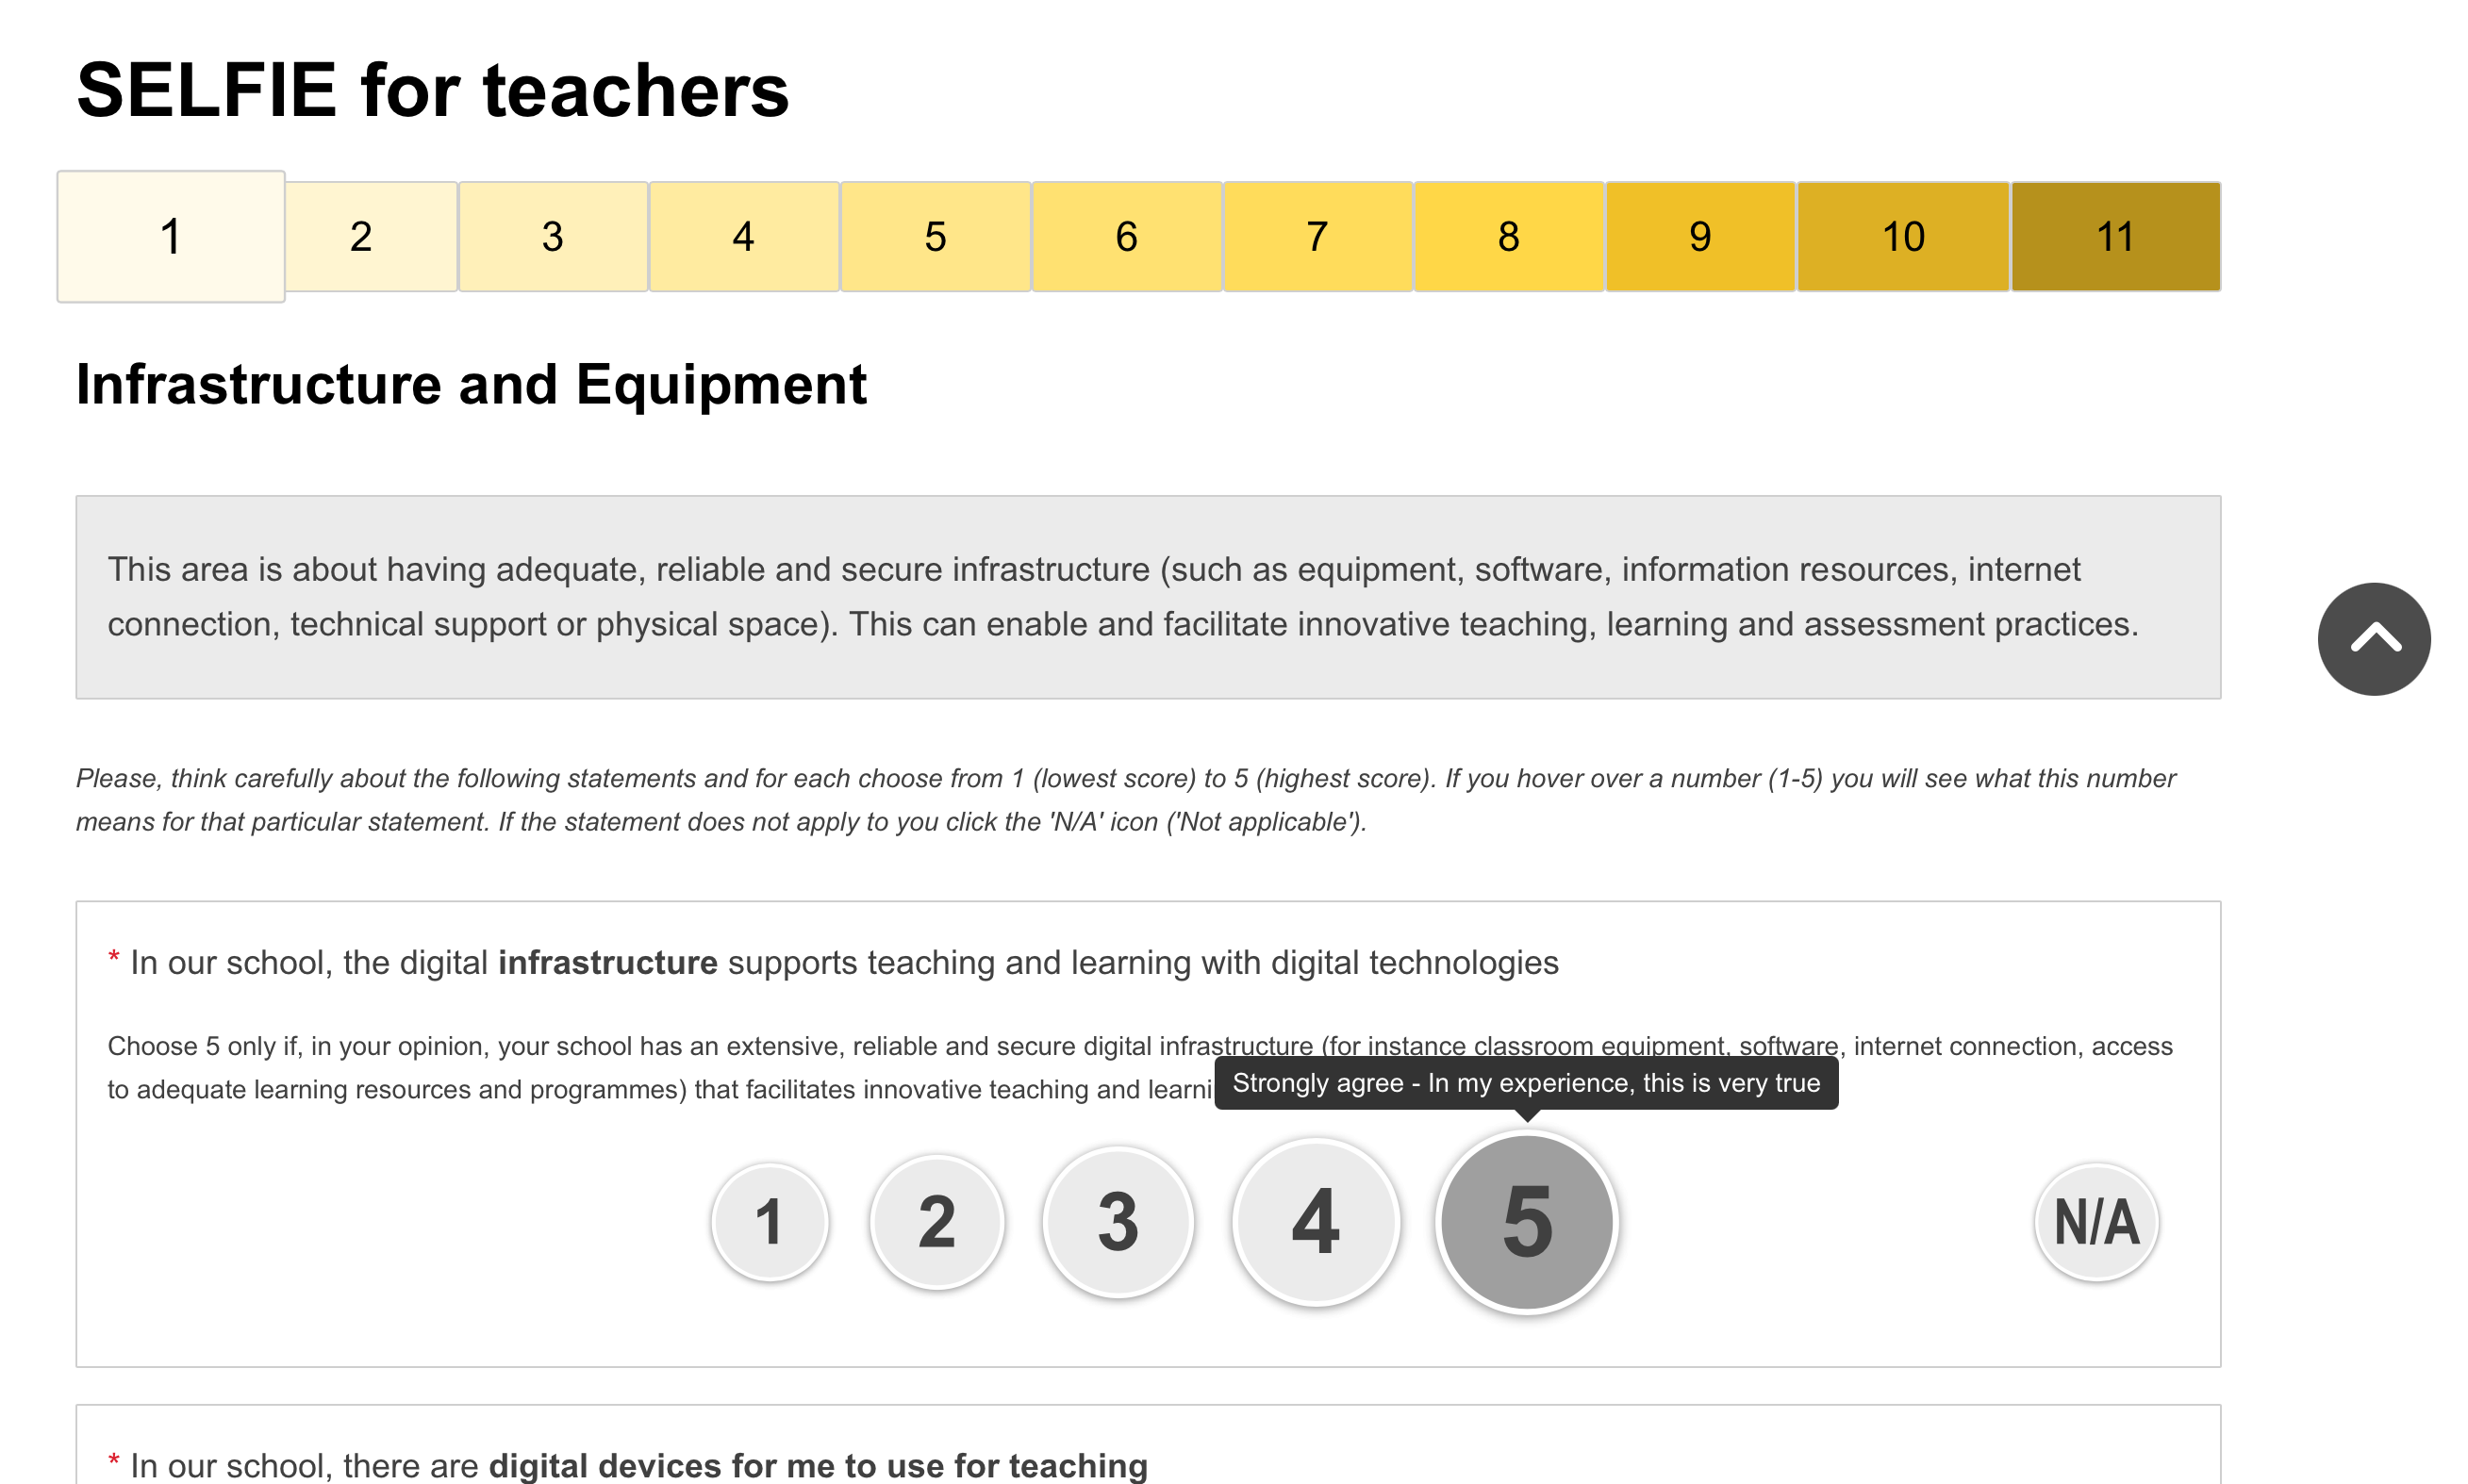 SELFIE for teachers
1 2 3 4 5 6 7 8 9 10 11
Infrastructure and Equipment
This area is about having adequate, reliable and secure infrastructure (such as equipment, software, information resources, internet
connection, technical support or physical space). This can enable and facilitate innovative teaching, learning and assessment practices.
Please, think carefully about the following statements and for each choose from 1 (lowest score) to 5 (highest score). If you hover over a number (1-5) you will see what this number
means for that particular statement. If the statement does not apply to you click the 'N/A' icon ('Not applicable').
* In our school, the digital infrastructure supports teaching and learning with digital technologies
Choose 5 only if, in your opinion, your school has an extensive, reliable and secure digital infrastructure (for instance classroom equipment, software, internet connection, access
to adequate learning resources and programmes) that facilitates innovative teaching and learni
Strongly agree - In my experience, this is very true
1 2 3 4 5 N/A
* In our school, there are digital devices for me to use for teaching